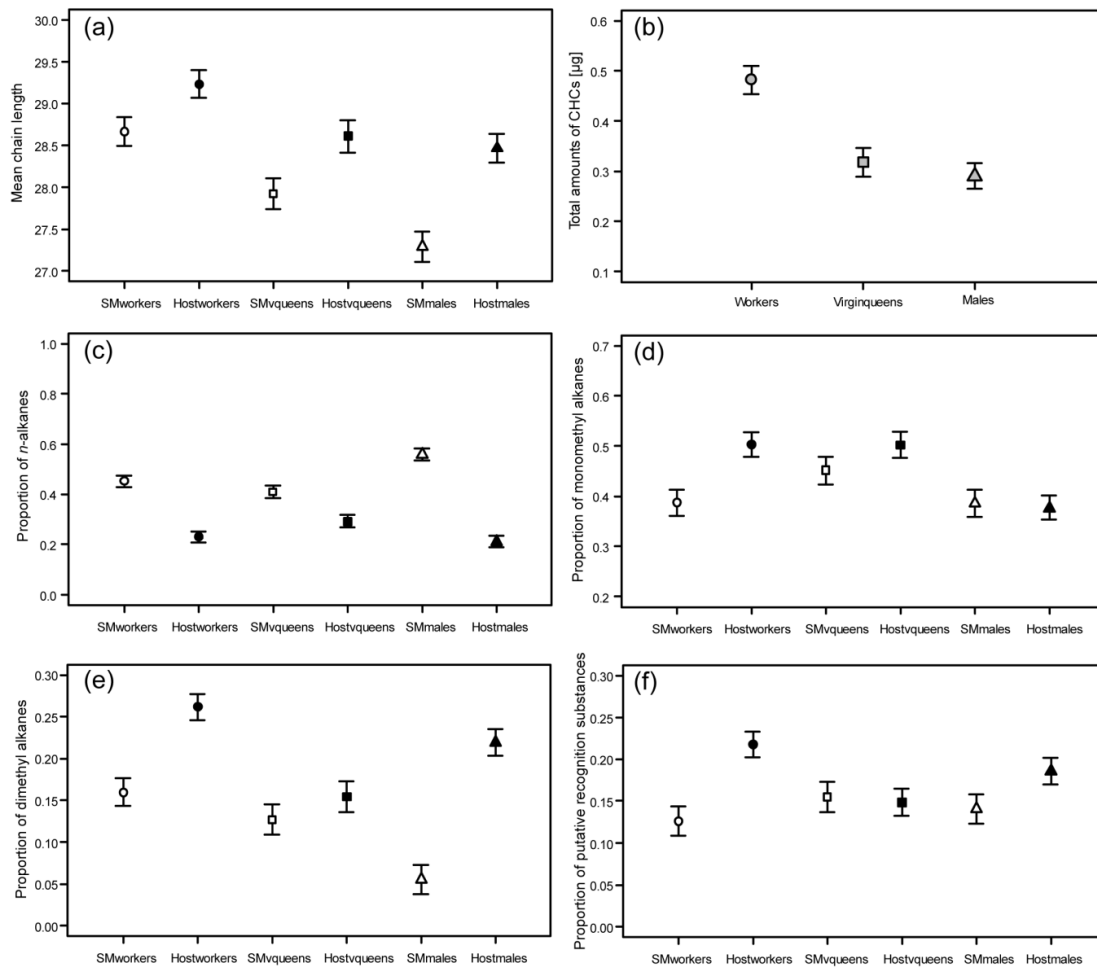 (a)
Mean chain length
30.0
29.5
29.0
28.5
28.0
27.5
27.0
SMworkers Hostworkers SMvqueens Hostvqueens SMmales Hostmales
(b)
Total amounts of CHCs [µg]
0.6
0.5
0.4
0.3
0.2
0.1
Workers Virginqueens Males
(c)
Proportion of n-alkanes
1.0
0.8
0.6
0.4
0.2
0.0
SMworkers Hostworkers SMvqueens Hostvqueens SMmales Hostmales
(d)
Proportion of monomethyl alkanes
0.7
0.6
0.5
0.4
0.3
0.2
SMworkers Hostworkers SMvqueens Hostvqueens SMmales Hostmales
(e)
Proportion of dimethyl alkanes
0.30
0.25
0.20
0.15
0.10
0.05
0.00
SMworkers Hostworkers SMvqueens Hostvqueens SMmales Hostmales
(f)
Proportion of putative recognition substances
0.30
0.25
0.20
0.15
0.10
0.05
0.00
SMworkers Hostworkers SMvqueens Hostvqueens SMmales Hostmales